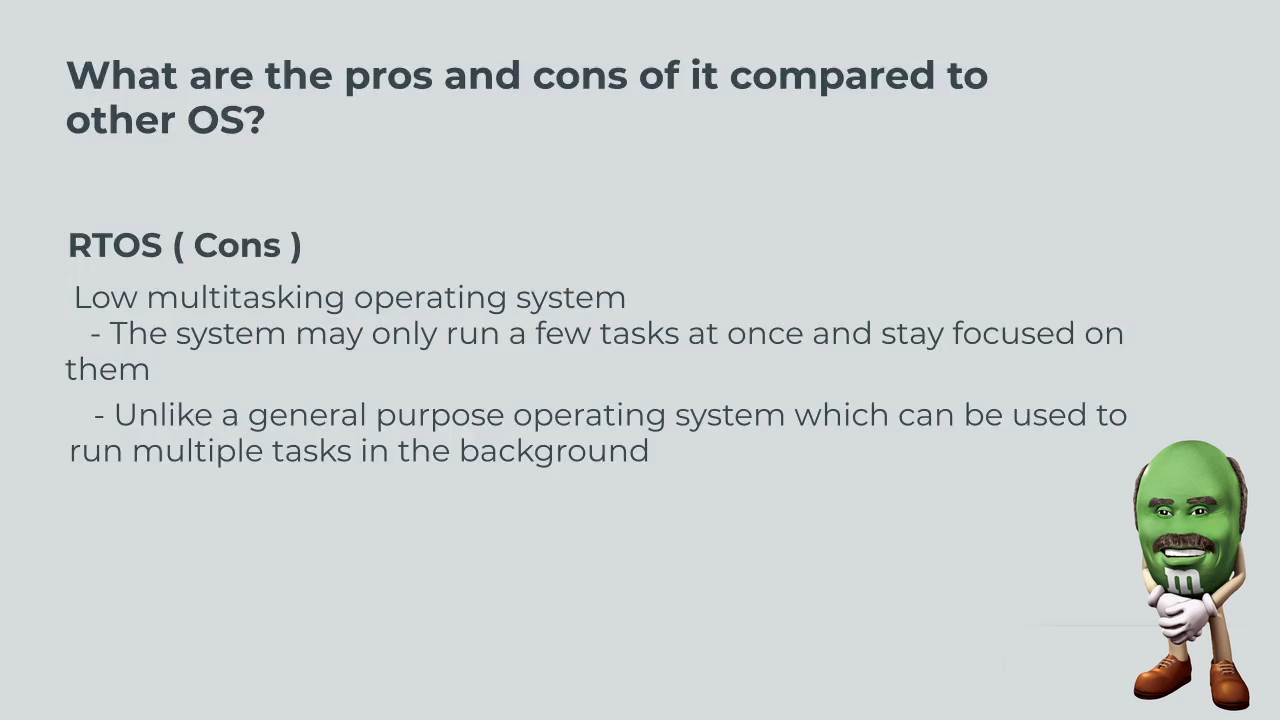 What are the pros and cons of it compared to
other OS?
RTOS ( Cons )
Low multitasking operating system
- The system may only run a few tasks at once and stay focused on
them
- Unlike a general purpose operating system which can be used to
run multiple tasks in the background
m